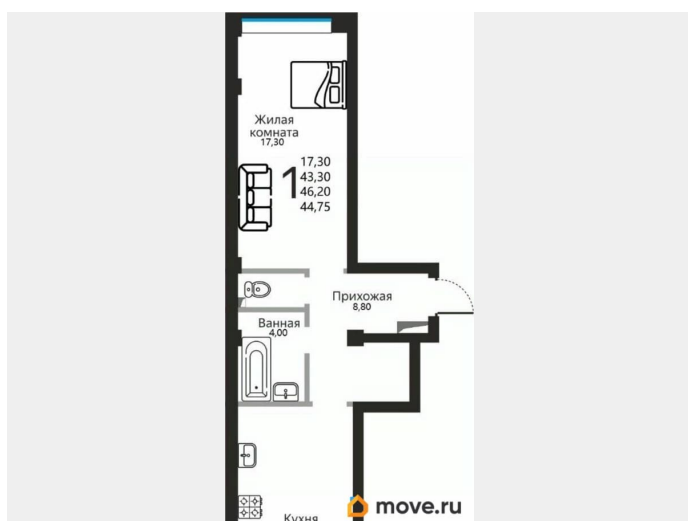 Жилая
комната
17,30
1
17,30
43,30
46,20
44,75
Прихожая
8,80
Ванная
4,00
Кухня
move.ru